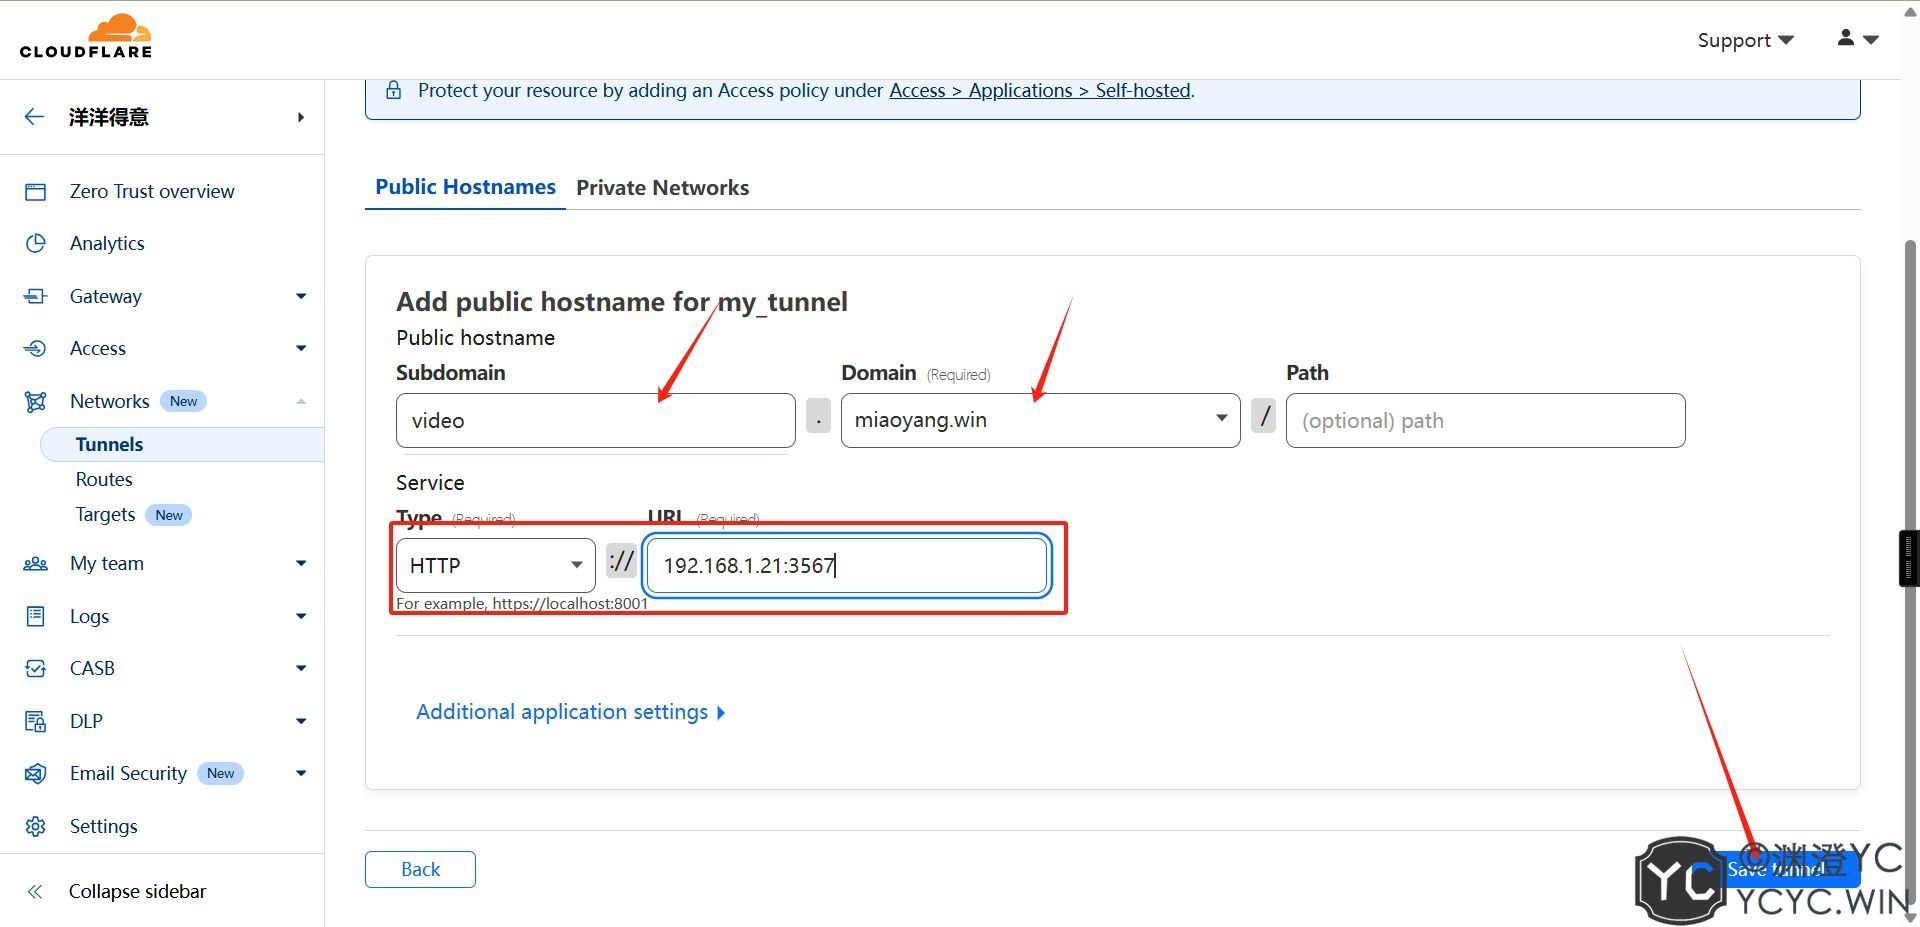 CLOUDFLARE
Support
Protect your resource by adding an Access policy under Access > Applications > Self-hosted.
洋洋得意
Zero Trust overview
Analytics
Gateway
Access
Networks New
Tunnels
Routes
Targets New
My team
Logs
CASB
DLP
Email Security New
Settings
Collapse sidebar
Public Hostnames Private Networks
Add public hostname for my_tunnel
Public hostname
Subdomain Domain (Required) Path
video . miaoyang.win / (optional) path
Service
Type (Required) URL (Required)
HTTP :// 192.168.1.21:3567
For example, https://localhost:8001
Additional application settings
Back
Save tunnel
©渊澄YC
YC YCYC.WIN